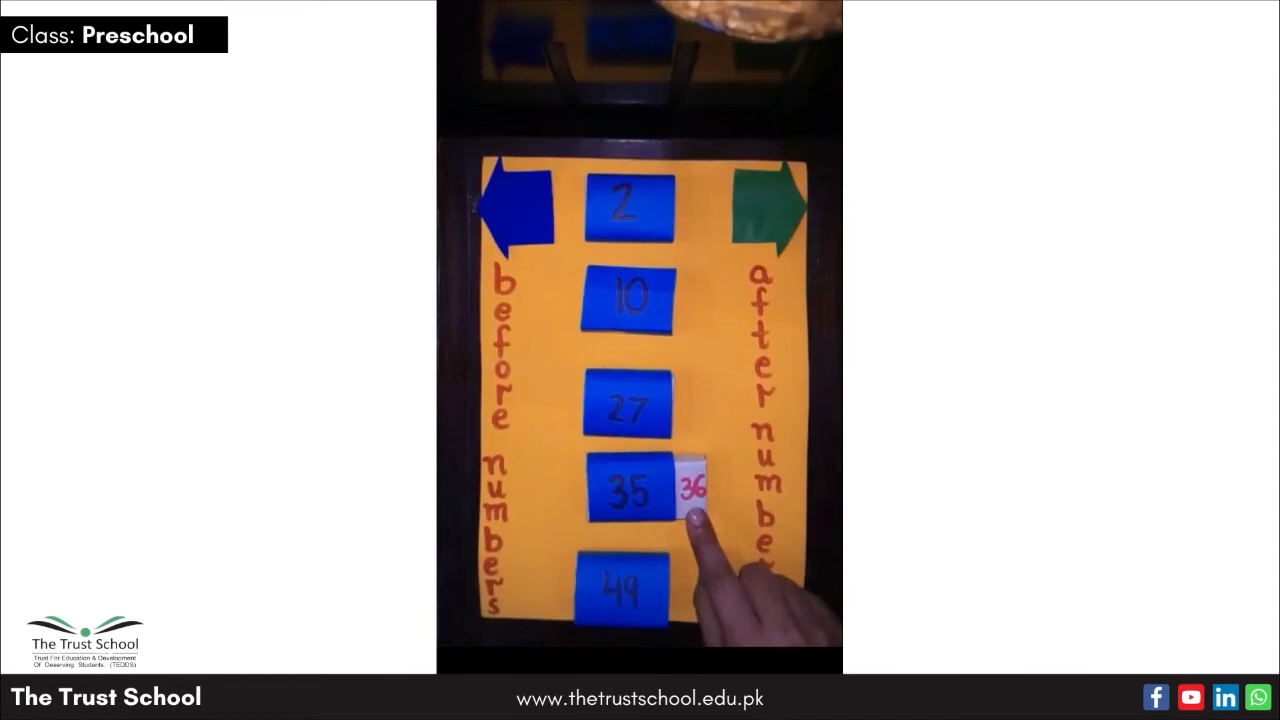 Class: Preschool
2
10
27
35 36
49
before numbers
after number
The Trust School
Trust For Education & Development
Of Deserving Students. (TEDDS)
The Trust School
www.thetrustschool.edu.pk